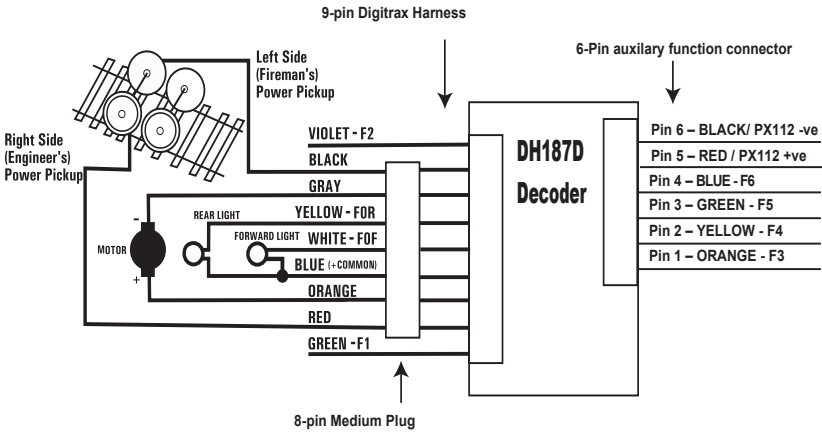 9-pin Digitrax Harness
6-Pin auxilary function connector
Left Side
(Fireman's)
Power Pickup
Right Side
(Engineer's)
Power Pickup
VIOLET - F2
BLACK
GRAY
YELLOW - F0R
REAR LIGHT
WHITE - F0F
FORWARD LIGHT
BLUE (+COMMON)
ORANGE
RED
GREEN - F1
-
MOTOR
+
DH187D
Decoder
Pin 6 – BLACK/ PX112 -ve
Pin 5 – RED / PX112 +ve
Pin 4 – BLUE - F6
Pin 3 – GREEN - F5
Pin 2 – YELLOW - F4
Pin 1 – ORANGE - F3
8-pin Medium Plug